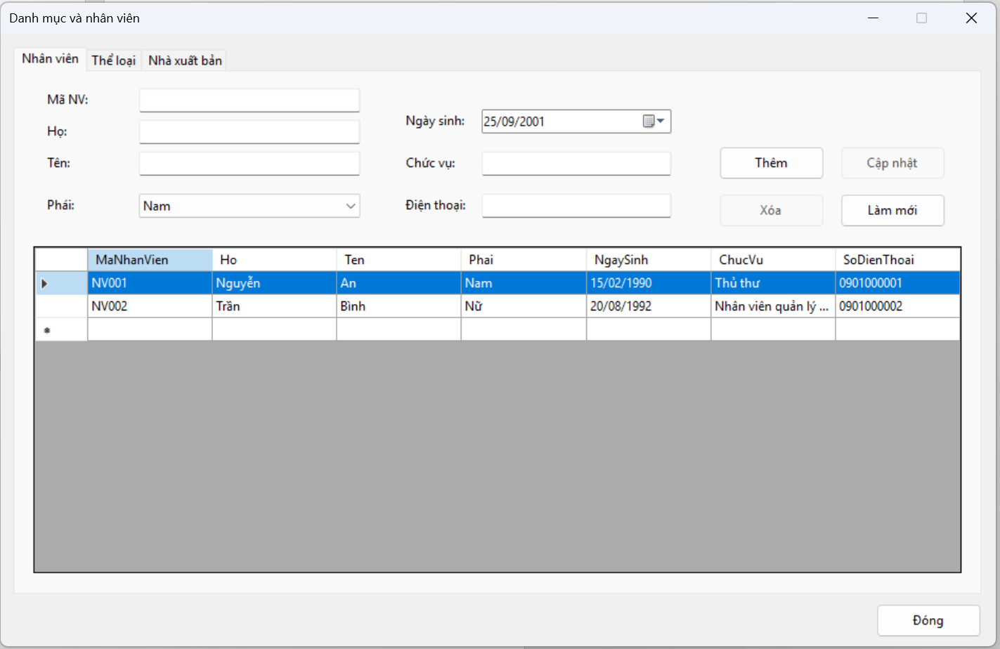 Danh mục và nhân viên
Nhân viên Thể loại Nhà xuất bản
Mã NV:
Họ:
Tên:
Phái: Nam
Ngày sinh: 25/09/2001
Chức vụ:
Điện thoại:
Thêm Cập nhật
Xóa Làm mới
MaNhanVien Ho Ten Phai NgaySinh ChucVu SoDienThoai
NV001 Nguyễn An Nam 15/02/1990 Thủ thư 0901000001
NV002 Trần Bình Nữ 20/08/1992 Nhân viên quản lý ... 0901000002
Đóng